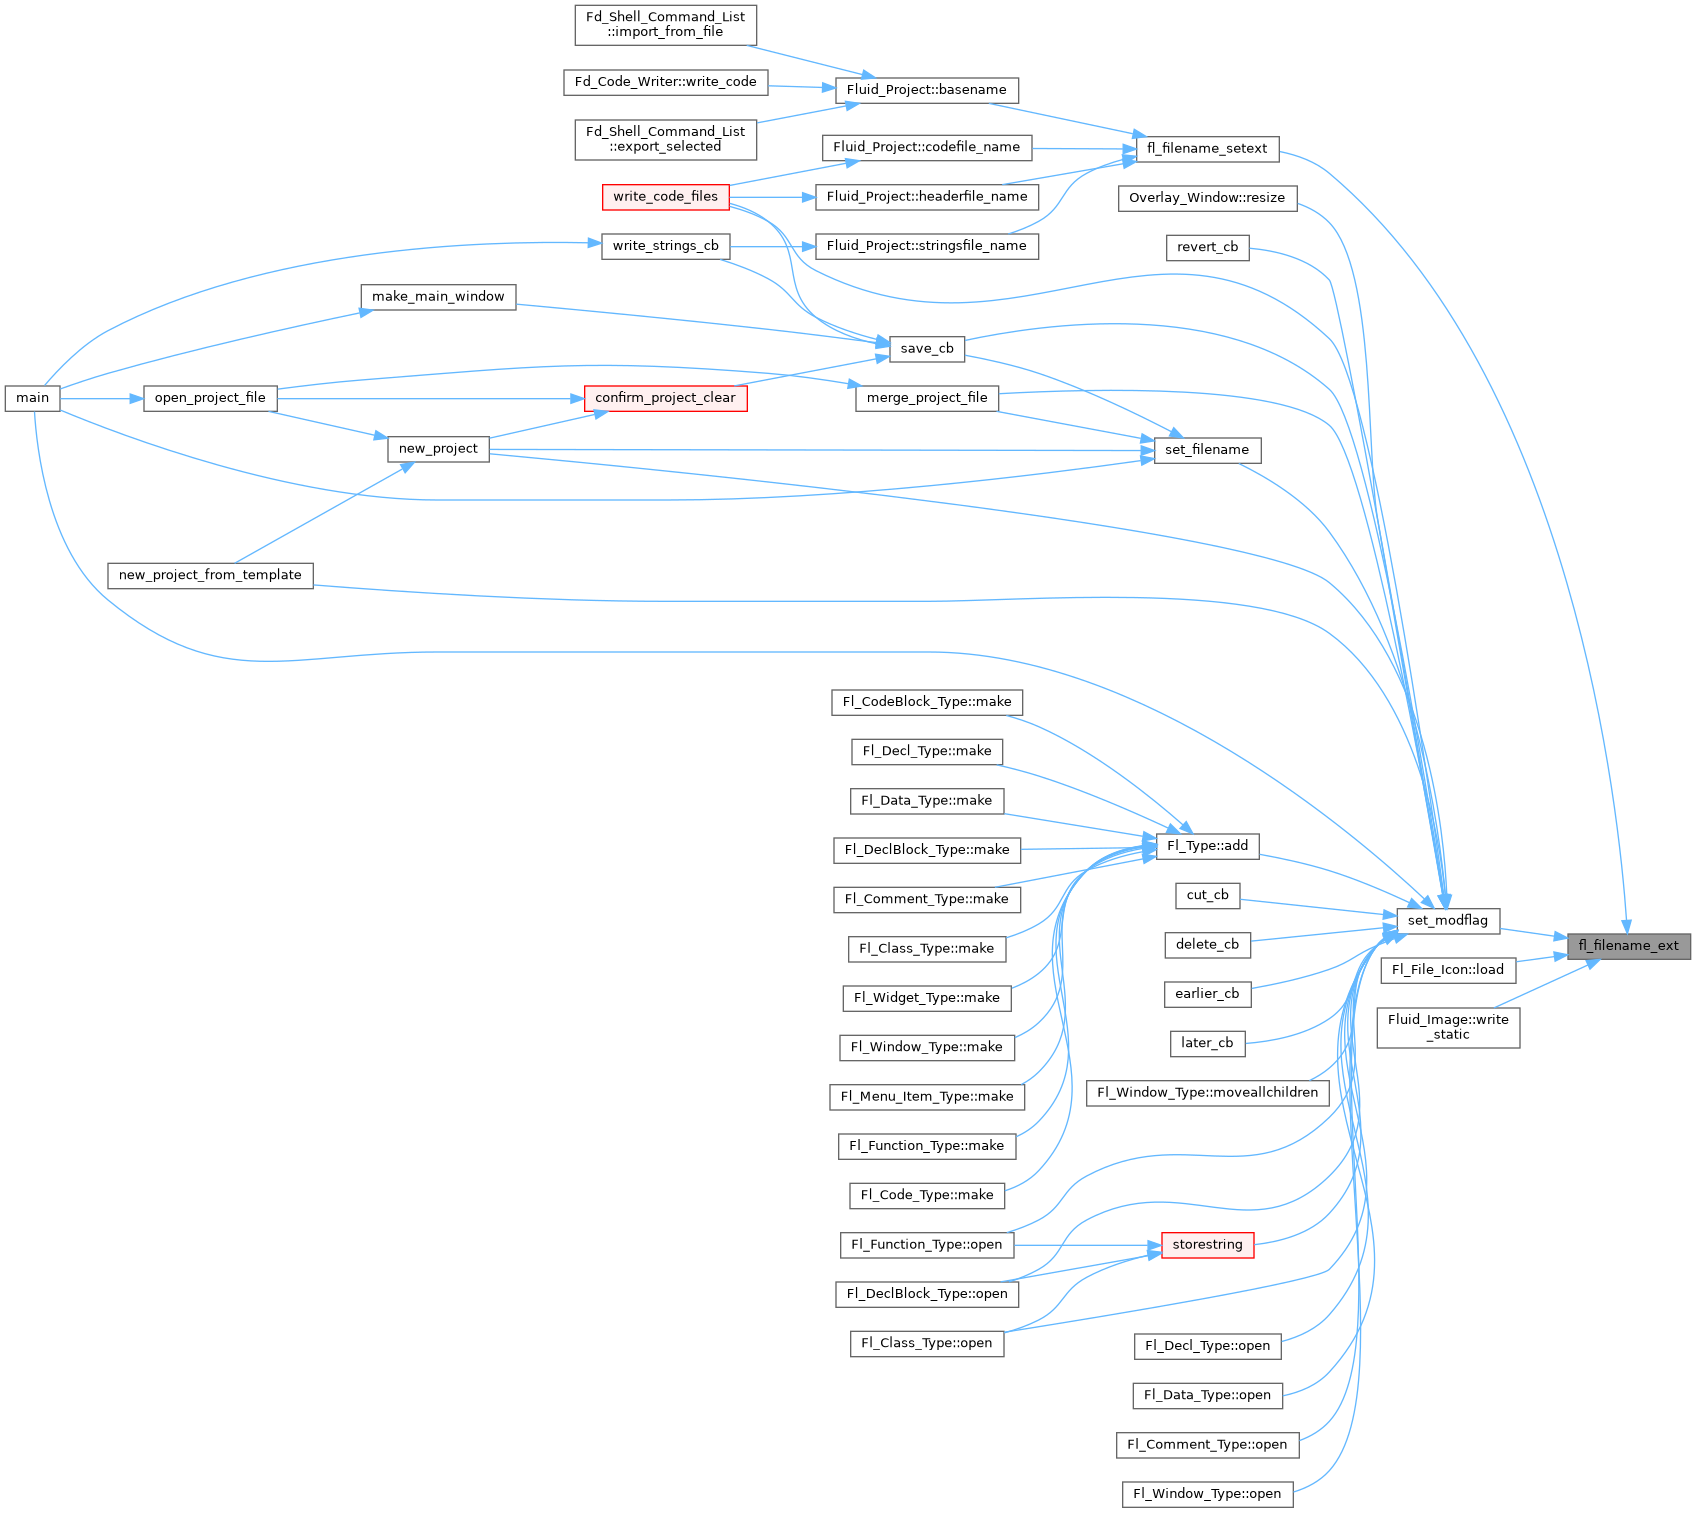 Fd_Shell_Command_List
::import_from_file
Fd_Code_Writer::write_code
Fluid_Project::basename
Fd_Shell_Command_List
::export_selected
Fluid_Project::codefile_name
fl_filename_setext
write_code_files
Fluid_Project::headerfile_name
Overlay_Window::resize
write_strings_cb
Fluid_Project::stringsfile_name
revert_cb
make_main_window
save_cb
main
open_project_file
confirm_project_clear
merge_project_file
new_project
set_filename
new_project_from_template
Fl_CodeBlock_Type::make
Fl_Decl_Type::make
Fl_Data_Type::make
Fl_DeclBlock_Type::make
Fl_Type::add
Fl_Comment_Type::make
cut_cb
set_modflag
Fl_Class_Type::make
delete_cb
fl_filename_ext
Fl_File_Icon::load
Fl_Widget_Type::make
earlier_cb
Fluid_Image::write
_static
Fl_Window_Type::make
later_cb
Fl_Menu_Item_Type::make
Fl_Window_Type::moveallchildren
Fl_Function_Type::make
Fl_Code_Type::make
Fl_Function_Type::open
storestring
Fl_DeclBlock_Type::open
Fl_Class_Type::open
Fl_Decl_Type::open
Fl_Data_Type::open
Fl_Comment_Type::open
Fl_Window_Type::open